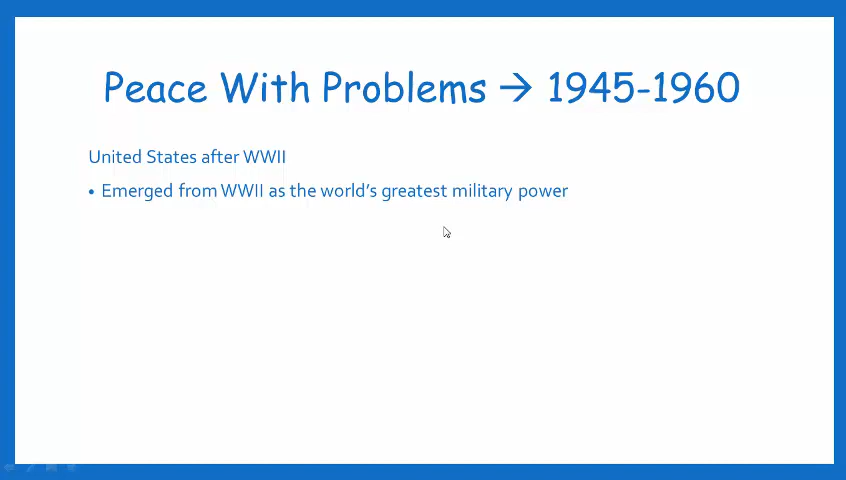 Peace With Problems → 1945-1960
United States after WWII
• Emerged from WWII as the world's greatest military power